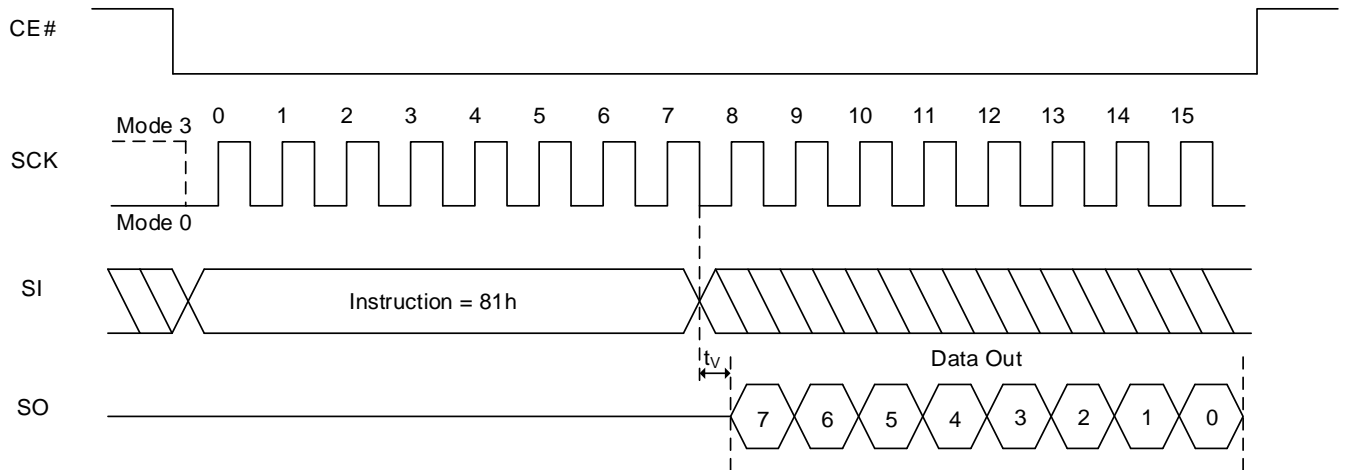 CE#
Mode 3
0 1 2 3 4 5 6 7 8 9 10 11 12 13 14 15
SCK
Mode 0
SI
Instruction = 81h
tV
Data Out
SO
7 6 5 4 3 2 1 0